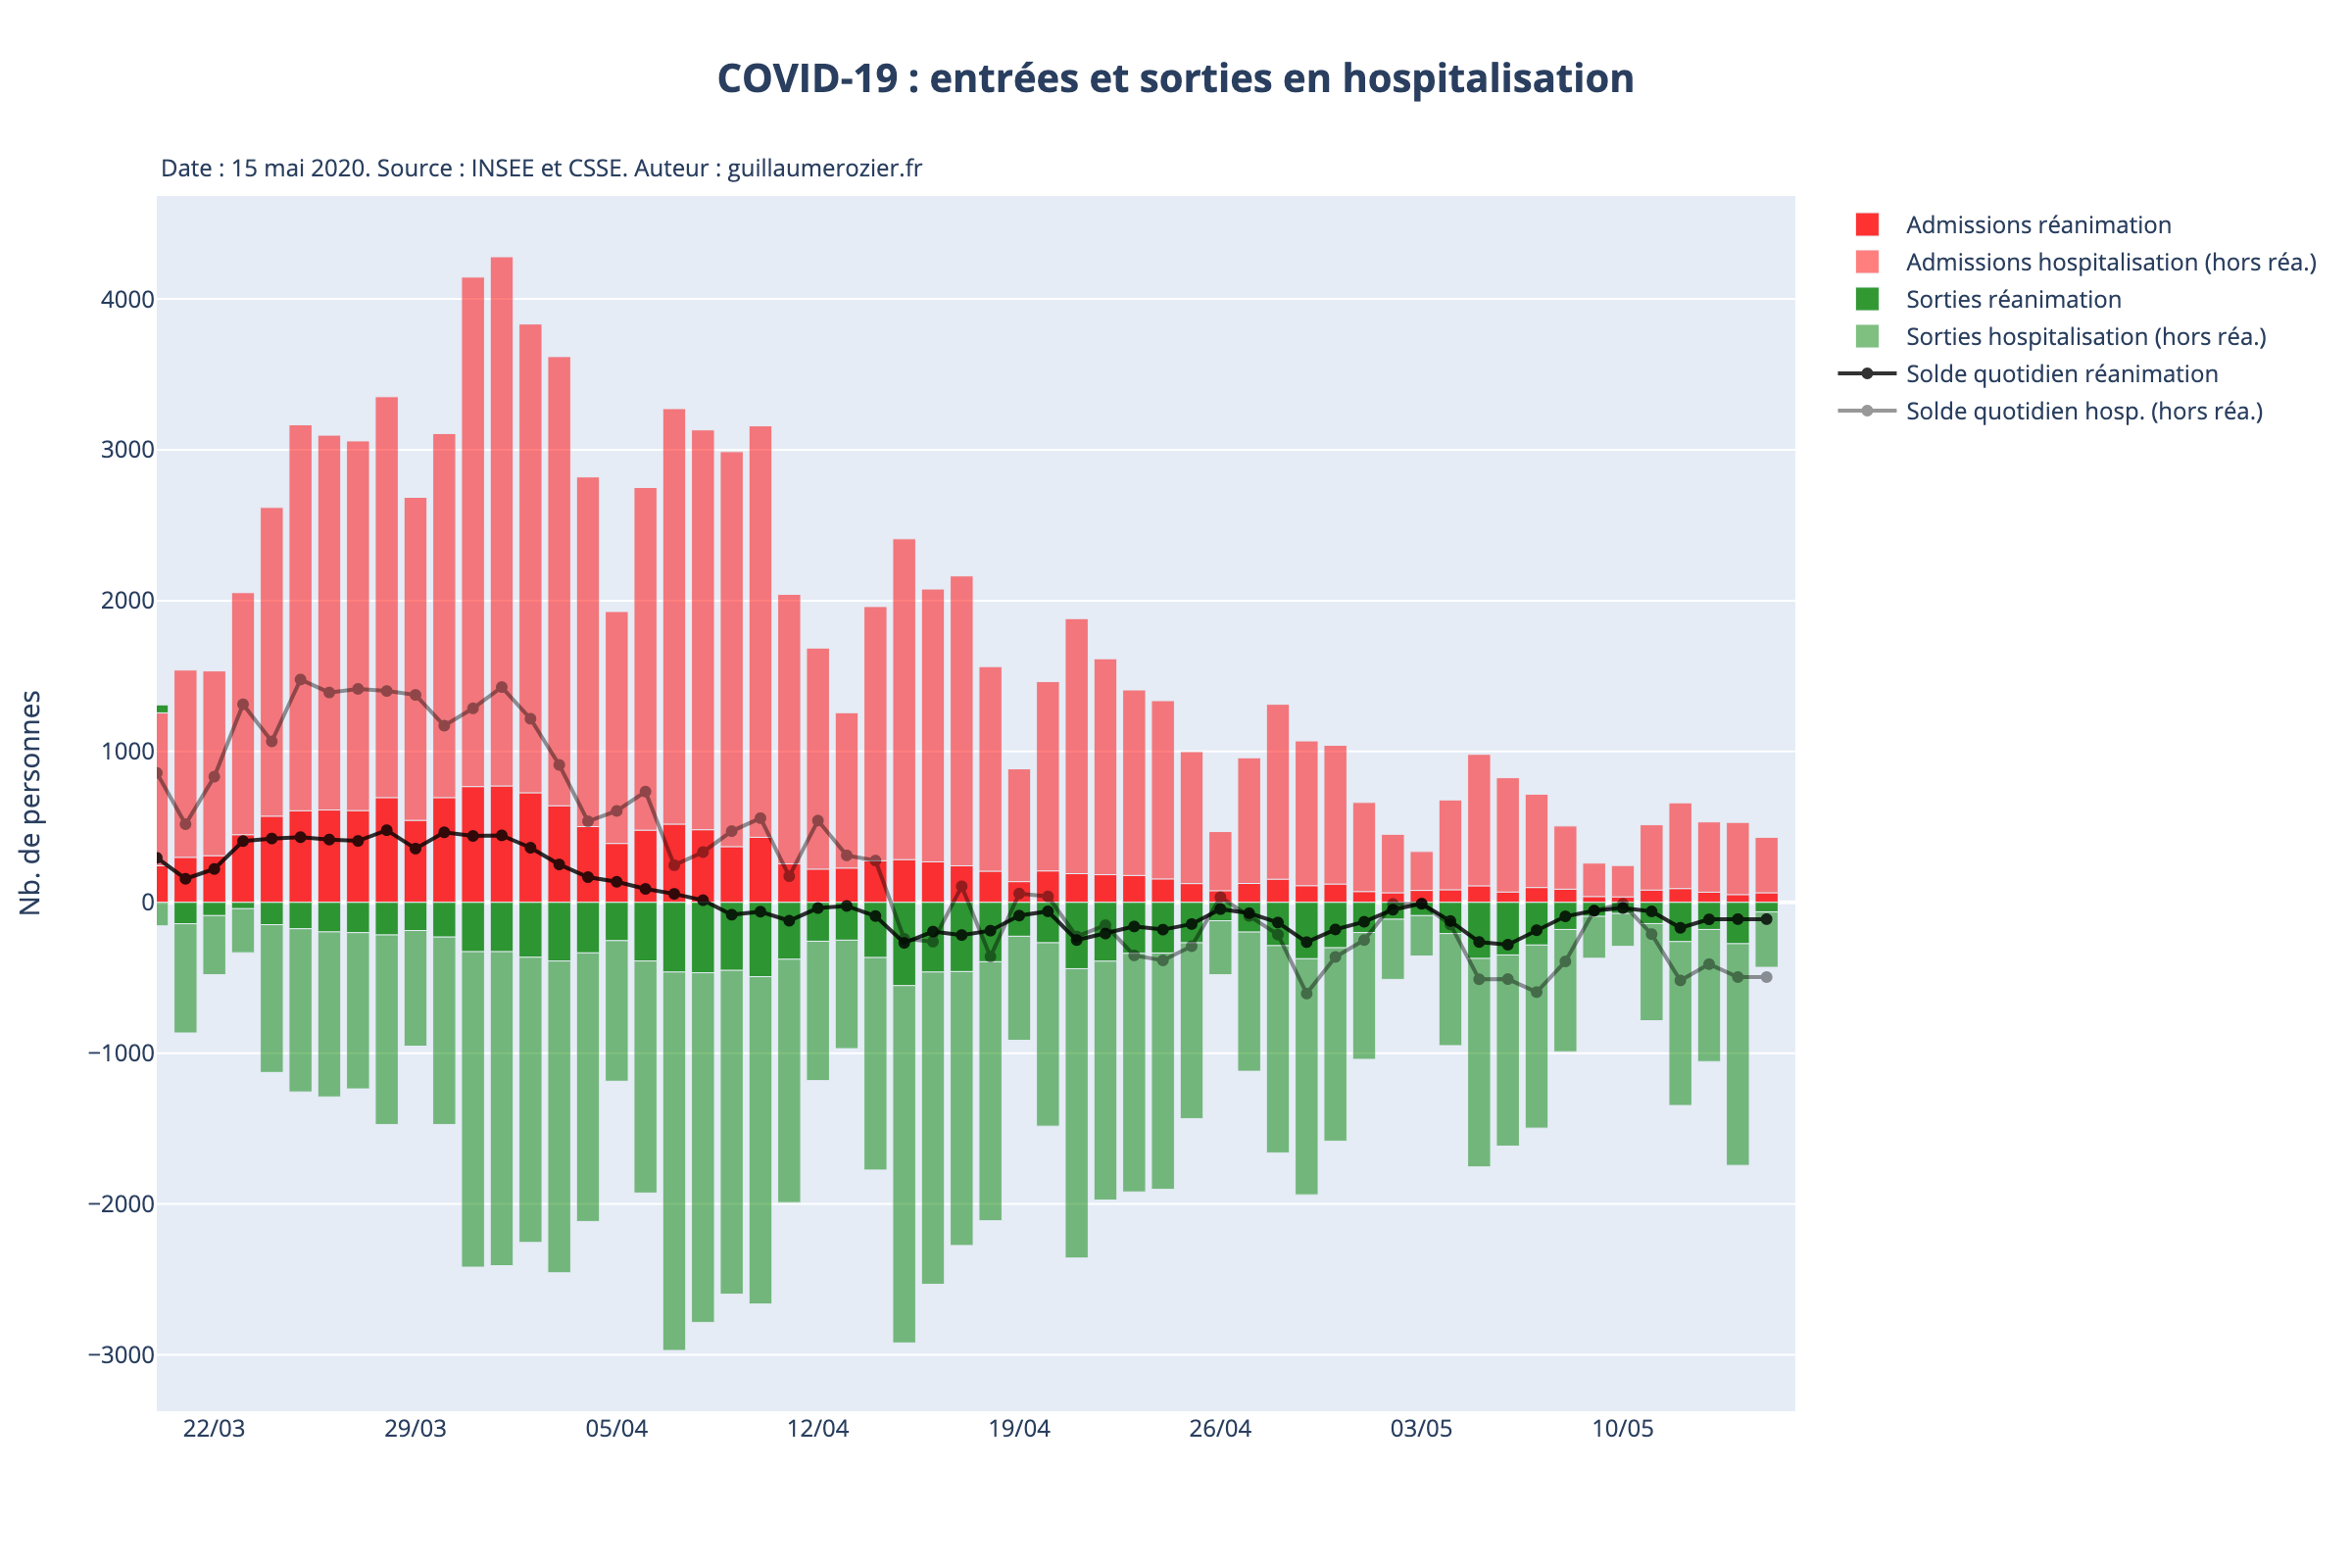 COVID-19 : entrées et sorties en hospitalisation
Date : 15 mai 2020. Source : INSEE et CSSE. Auteur : guillaumerozier.fr
Admissions réanimation
Admissions hospitalisation (hors réa.)
Sorties réanimation
Sorties hospitalisation (hors réa.)
Solde quotidien réanimation
Solde quotidien hosp. (hors réa.)
Nb. de personnes
4000
3000
2000
1000
0
−1000
−2000
−3000
22/03
29/03
05/04
12/04
19/04
26/04
03/05
10/05